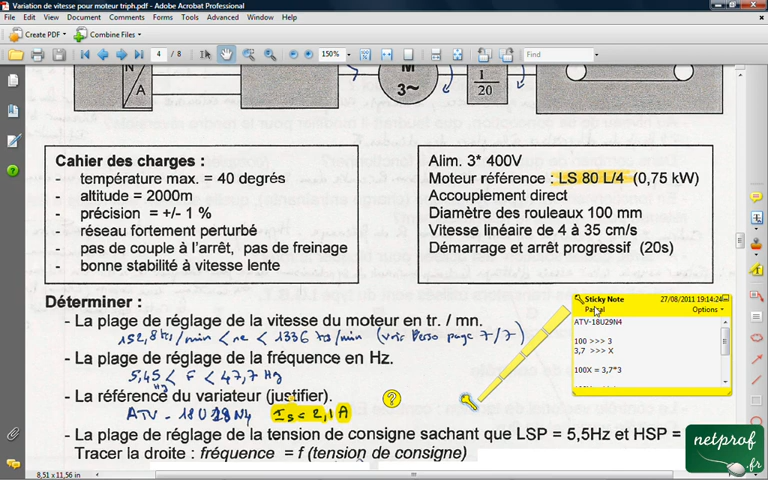 Variation de vitesse pour moteur triph.pdf - Adobe Acrobat Professional
File Edit View Document Comments Forms Tools Advanced Window Help
Create PDF Combine Files 4 / 8 150% Find
N
A
M
3~
1
20
Cahier des charges :
- température max. = 40 degrés
- altitude = 2000m
- précision = +/- 1 %
- réseau fortement perturbé
- pas de couple à l'arrêt, pas de freinage
- bonne stabilité à vitesse lente
Alim. 3* 400V
Moteur référence : LS 80 L/4 (0,75 kW)
Accouplement direct
Diamètre des rouleaux 100 mm
Vitesse linéaire de 4 à 35 cm/s
Démarrage et arrêt progressif (20s)
Déterminer :
- La plage de réglage de la vitesse du moteur en tr. / mn.
152,8 trs/min < ne < 1336 trs/min (voir Perso page 7/7)
- La plage de réglage de la fréquence en Hz.
5,45 Hz < F < 47,7 Hz
- La référence du variateur (justifier).
ATV - 18U29N4 Is = 2,1 A
- La plage de réglage de la tension de consigne sachant que LSP = 5,5Hz et HSP =
Tracer la droite : fréquence = f (tension de consigne)
Sticky Note 27/08/2011 19:14:24
Pascal Options
ATV-18U29N4
100 >>> 3
3,7 >>> X
100X = 3,7*3
8,51 x 11,56 in
netprof
.fr